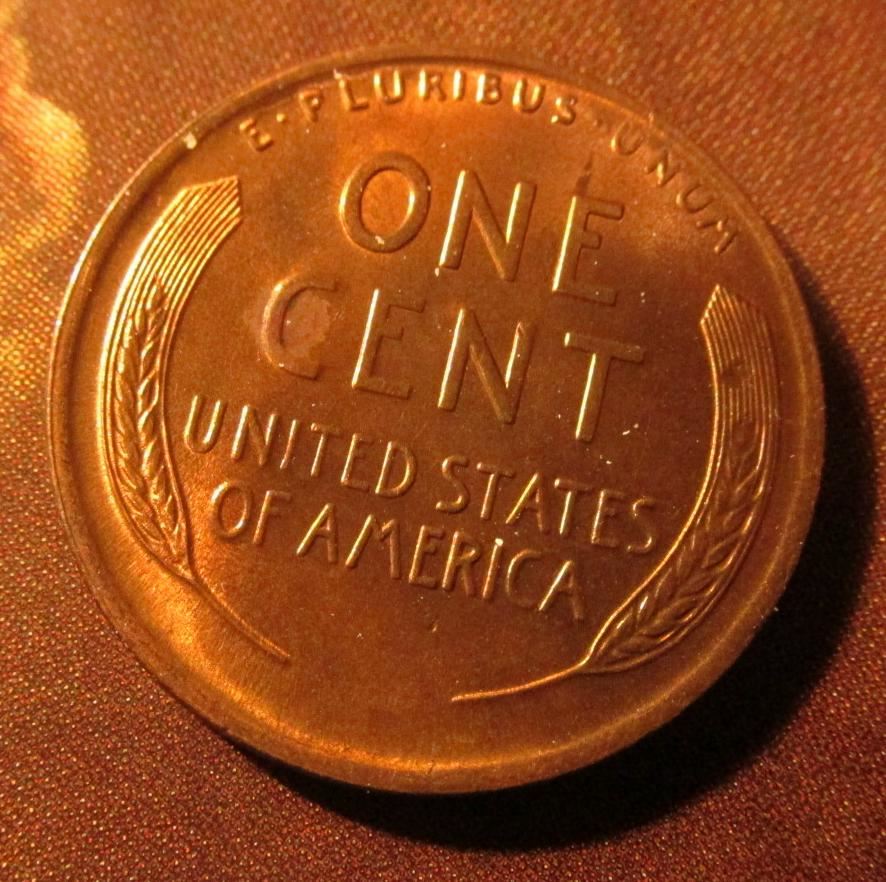 E·PLURIBUS·UNUM
ONE
CENT
UNITED STATES
OF AMERICA